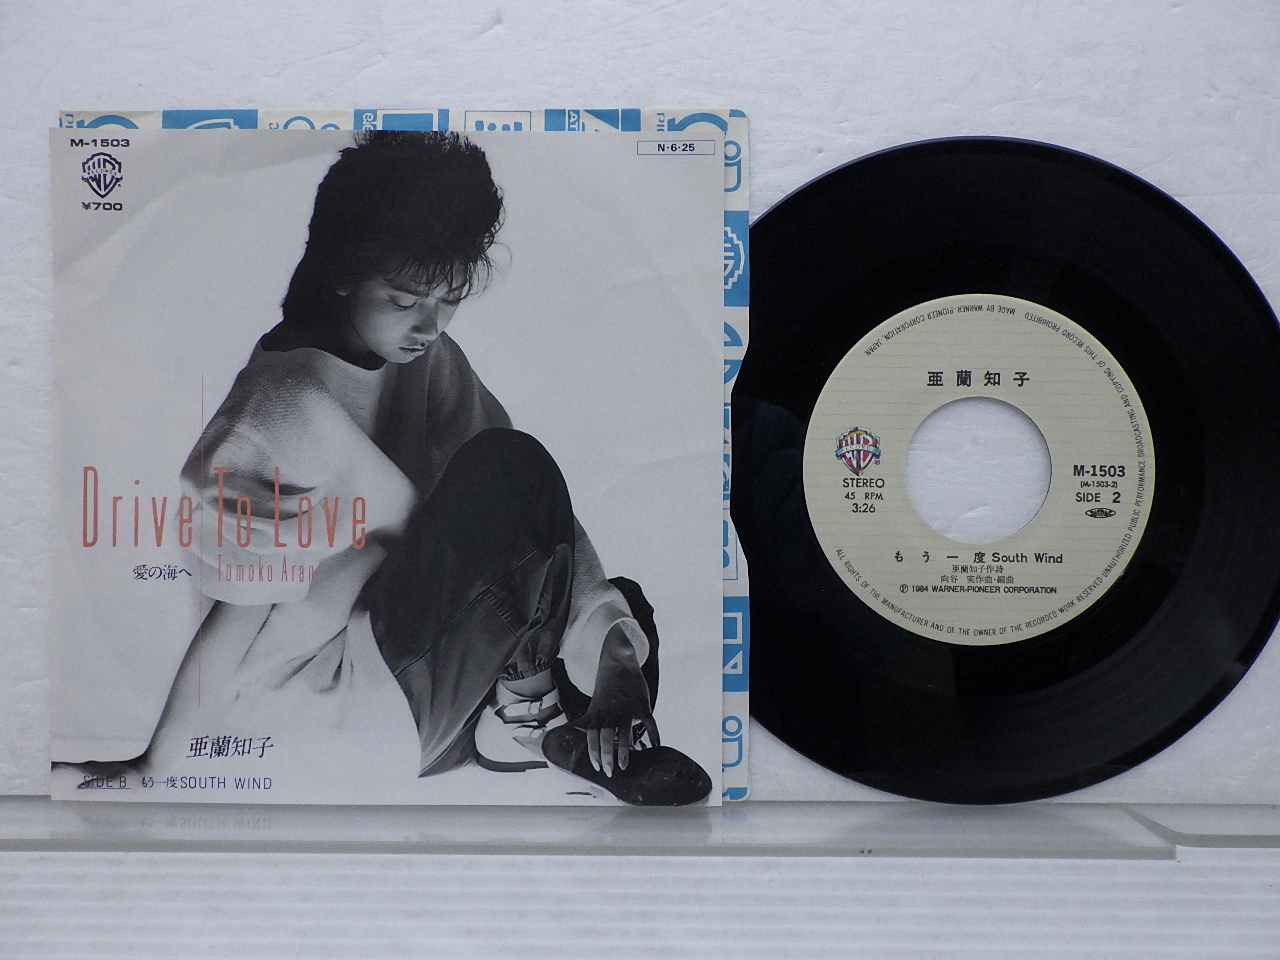 M-1503
¥700
N・6・25
Drive To Love
愛の海へ
Tomoko Aran
亜蘭知子
SIDE B もう一度SOUTH WIND
亜蘭知子
STEREO
45 RPM
3:26
M-1503
(M-1503-2)
SIDE 2
もう一度 South Wind
亜蘭知子作詩
向谷 実作曲・編曲
Ⓟ 1984 WARNER-PIONEER CORPORATION
ALL RIGHTS OF THE MANUFACTURER AND OF THE OWNER OF THE RECORDED WORK RESERVED UNAUTHORIZED PUBLIC PERFORMANCE BROADCASTING AND COPYING OF THIS RECORD PROHIBITED MADE BY WARNER-PIONEER CORPORATION, JAPAN